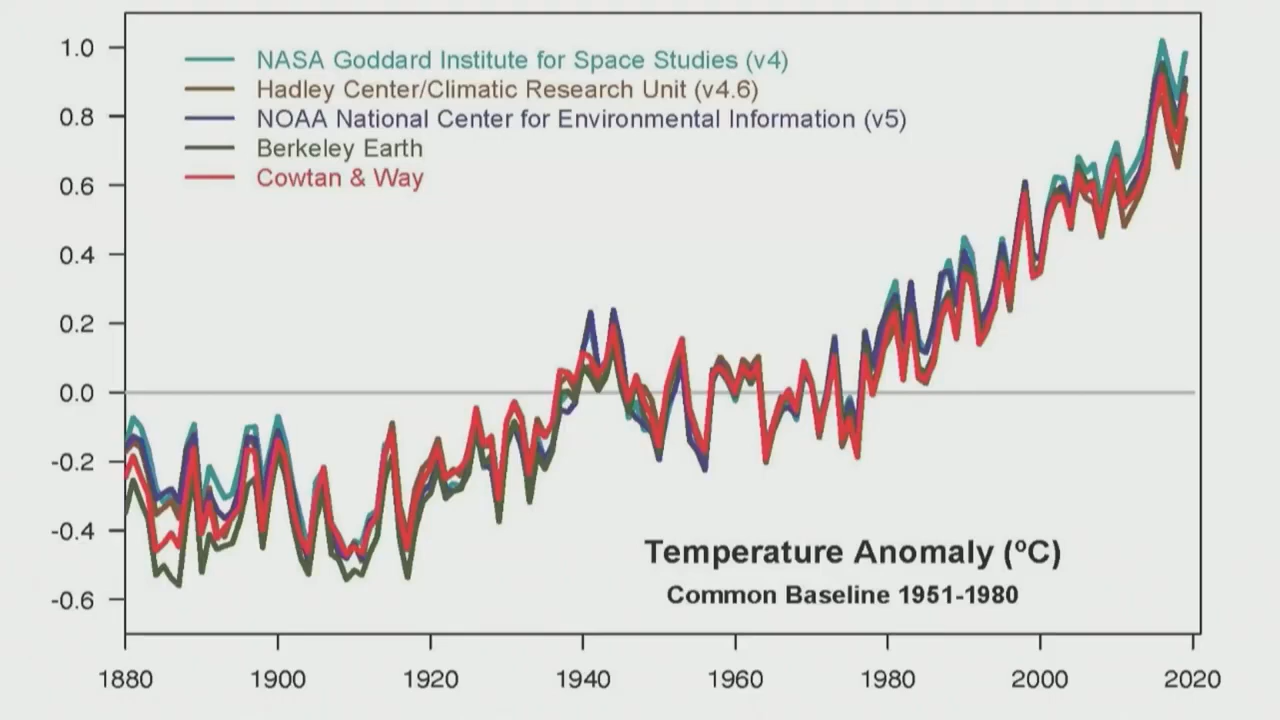 NASA Goddard Institute for Space Studies (v4)
Hadley Center/Climatic Research Unit (v4.6)
NOAA National Center for Environmental Information (v5)
Berkeley Earth
Cowtan & Way
1.0
0.8
0.6
0.4
0.2
0.0
-0.2
-0.4
-0.6
Temperature Anomaly (ºC)
Common Baseline 1951-1980
1880 1900 1920 1940 1960 1980 2000 2020